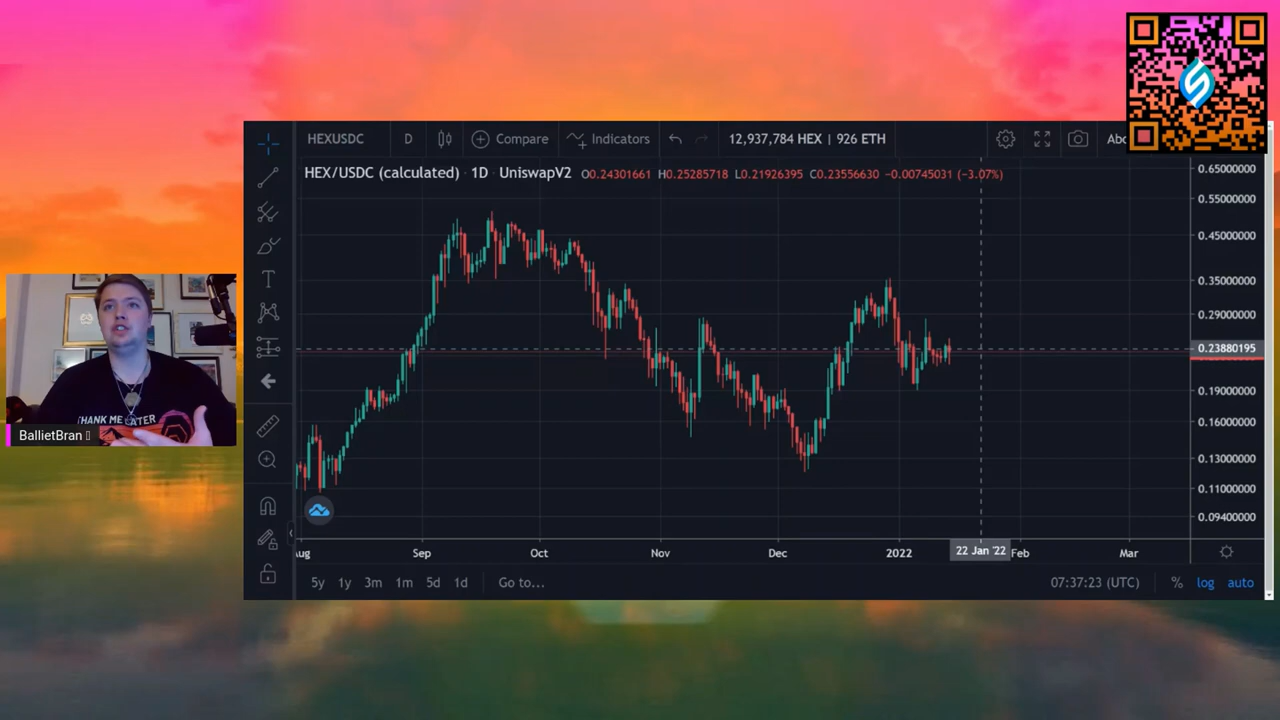 HEXUSDC D Compare Indicators 12,937,784 HEX | 926 ETH Abo
HEX/USDC (calculated) · 1D · UniswapV2 O0.24301661 H0.25285718 L0.21926395 C0.23556630 −0.00745031 (−3.07%)
0.65000000
0.55000000
0.45000000
0.35000000
0.29000000
0.23880195
0.19000000
0.16000000
0.13000000
0.11000000
0.09400000
THANK ME LATER
BallietBran
Aug Sep Oct Nov Dec 2022 22 Jan '22 Feb Mar
5y 1y 3m 1m 5d 1d Go to... 07:37:23 (UTC) % log auto